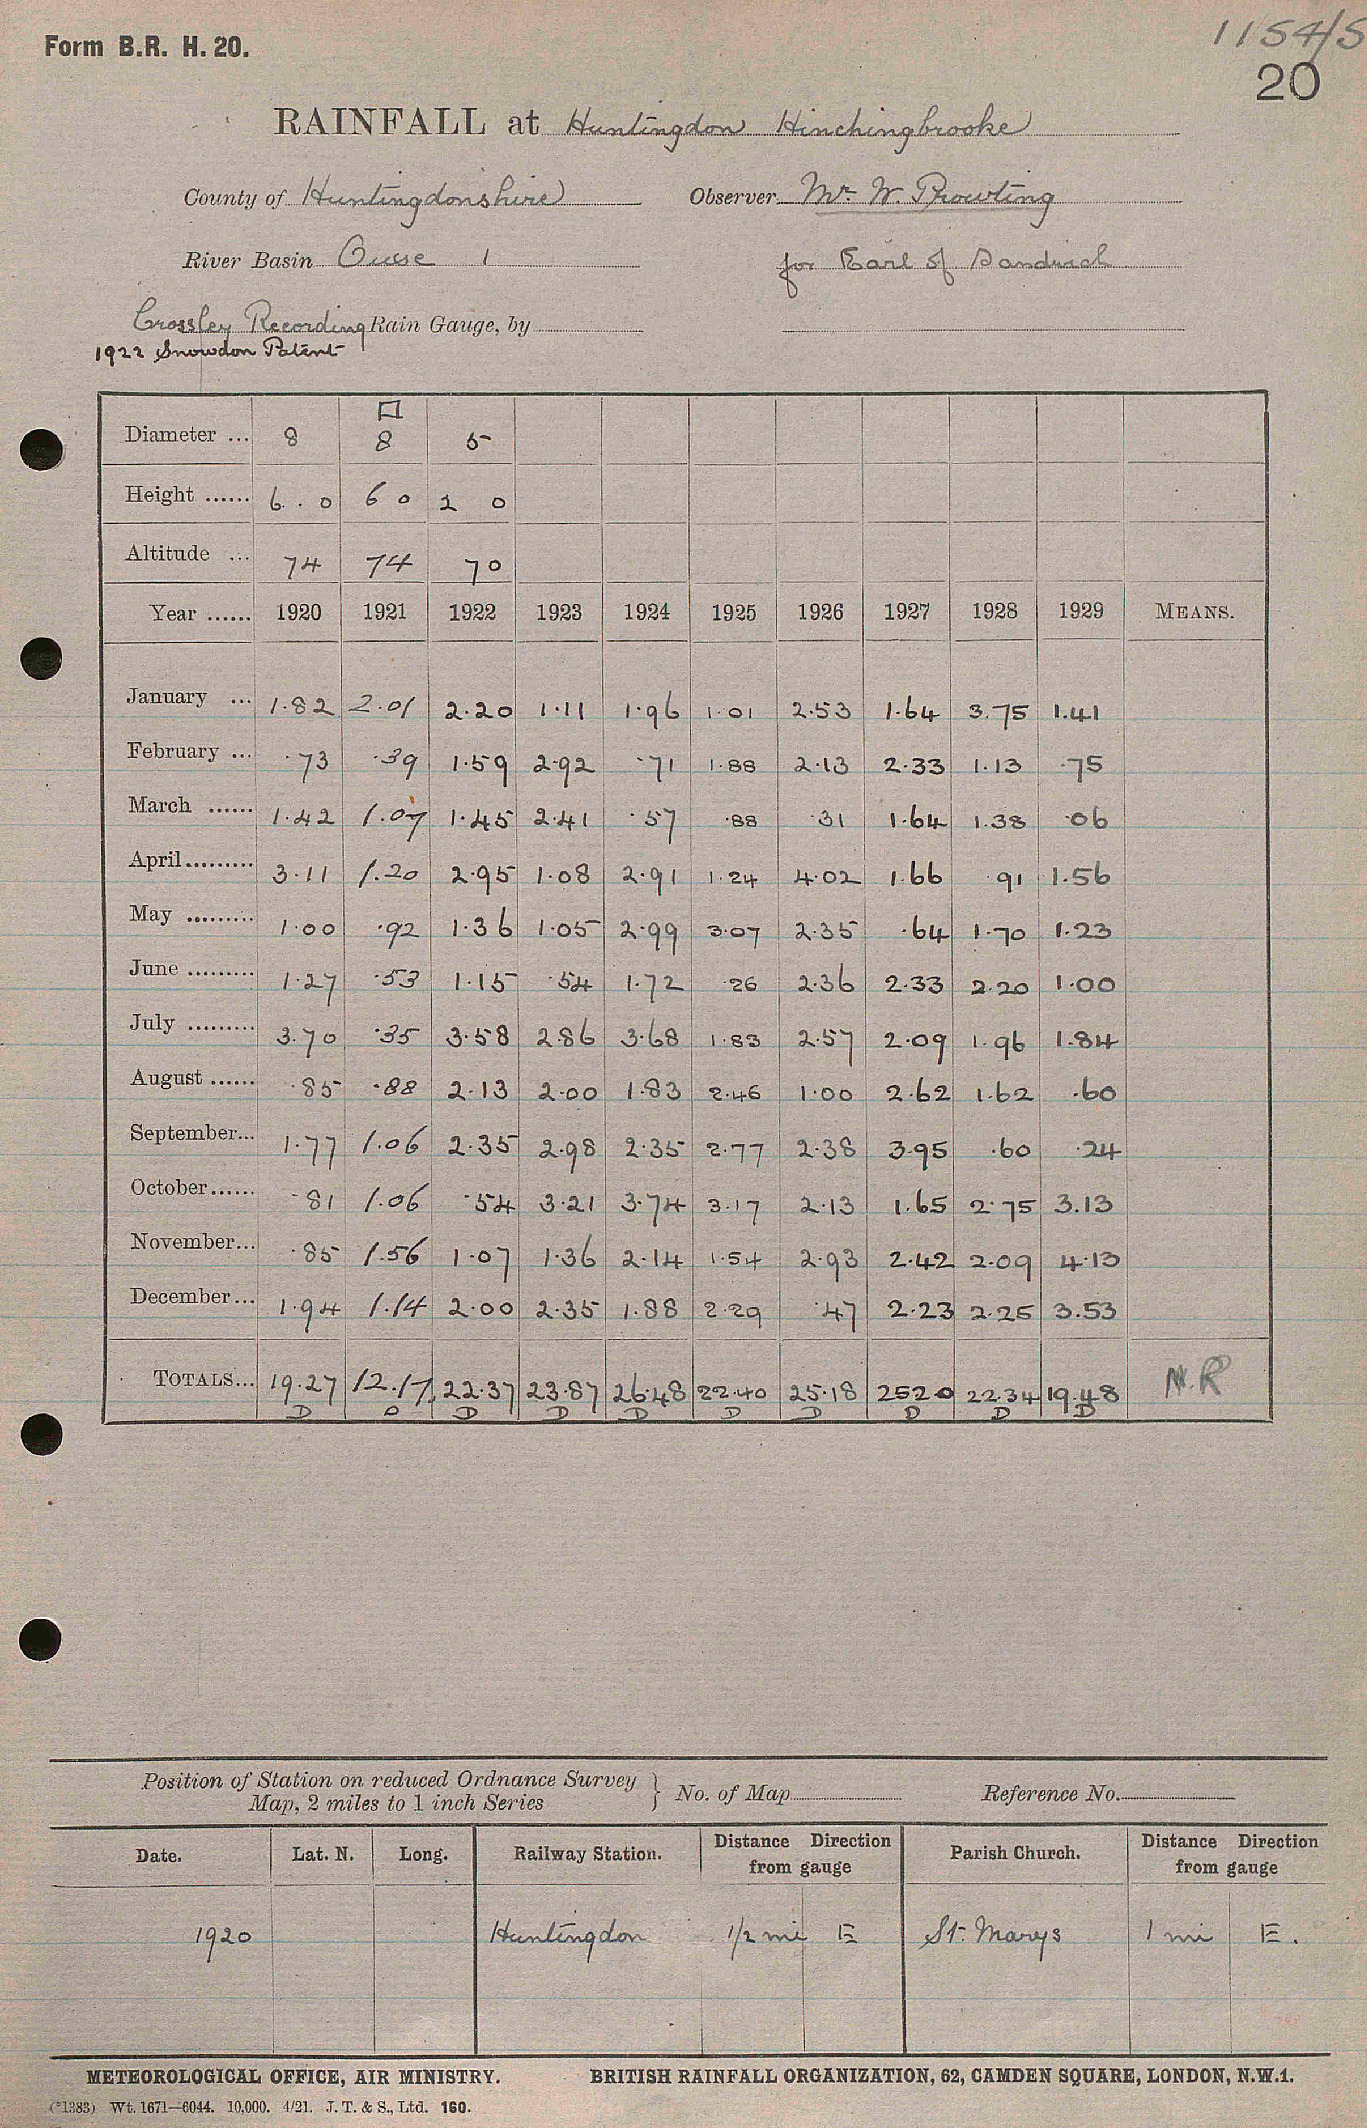 1154/5
Form B.R. H. 20.
20
RAINFALL at Huntingdon Hinchingbrooke
County of Huntingdonshire Observer Mr. W. Prowting
River Basin Ouse 1 for Earl of Sandwich
Crossley Recording Rain Gauge, by
1922 Snowdon Patent
Diameter ... 8 8 5
Height ...... 6 . 0 6 0 2 0
Altitude ... 74 74 70
Year ...... 1920 1921 1922 1923 1924 1925 1926 1927 1928 1929 MEANS.
January ... 1.82 2.01 2.20 1.11 1.96 1.01 2.53 1.64 3.75 1.41
February ... .73 .39 1.59 2.92 .71 1.88 2.13 2.33 1.13 .75
March ...... 1.42 1.07 1.45 2.41 .57 .88 .31 1.64 1.38 .06
April ......... 3.11 1.20 2.95 1.08 2.91 1.24 4.02 1.66 .91 1.56
May ......... 1.00 .92 1.36 1.05 2.99 3.07 2.35 .64 1.70 1.23
June ......... 1.27 .53 1.15 .54 1.72 .26 2.36 2.33 2.20 1.00
July ......... 3.70 .35 3.58 2.86 3.68 1.83 2.57 2.09 1.96 1.84
August ...... .85 .88 2.13 2.00 1.83 2.46 1.00 2.62 1.62 .60
September... 1.77 1.06 2.35 2.98 2.35 2.77 2.38 3.95 .60 .24
October ...... .81 1.06 .54 3.21 3.74 3.17 2.13 1.65 2.75 3.13
November... .85 1.56 1.07 1.36 2.14 1.54 2.93 2.42 2.09 4.13
December... 1.94 1.14 2.00 2.35 1.88 2.29 .47 2.23 2.25 3.53
TOTALS... 19.27 12.17 22.37 23.87 26.48 22.40 25.18 25.20 22.34 19.48 N.R
D O D D D D D D D D
Position of Station on reduced Ordnance Survey
Map, 2 miles to 1 inch Series } No. of Map Reference No.
Date. Lat. N. Long. Railway Station. Distance Direction from gauge Parish Church. Distance Direction from gauge
1920 Huntingdon 1/2 mi E St. Marys 1 mi E.
METEOROLOGICAL OFFICE, AIR MINISTRY. BRITISH RAINFALL ORGANIZATION, 62, CAMDEN SQUARE, LONDON, N.W.1.
(*1383) Wt. 1671—6044. 10,000. 4/21. J. T. & S., Ltd. 160.